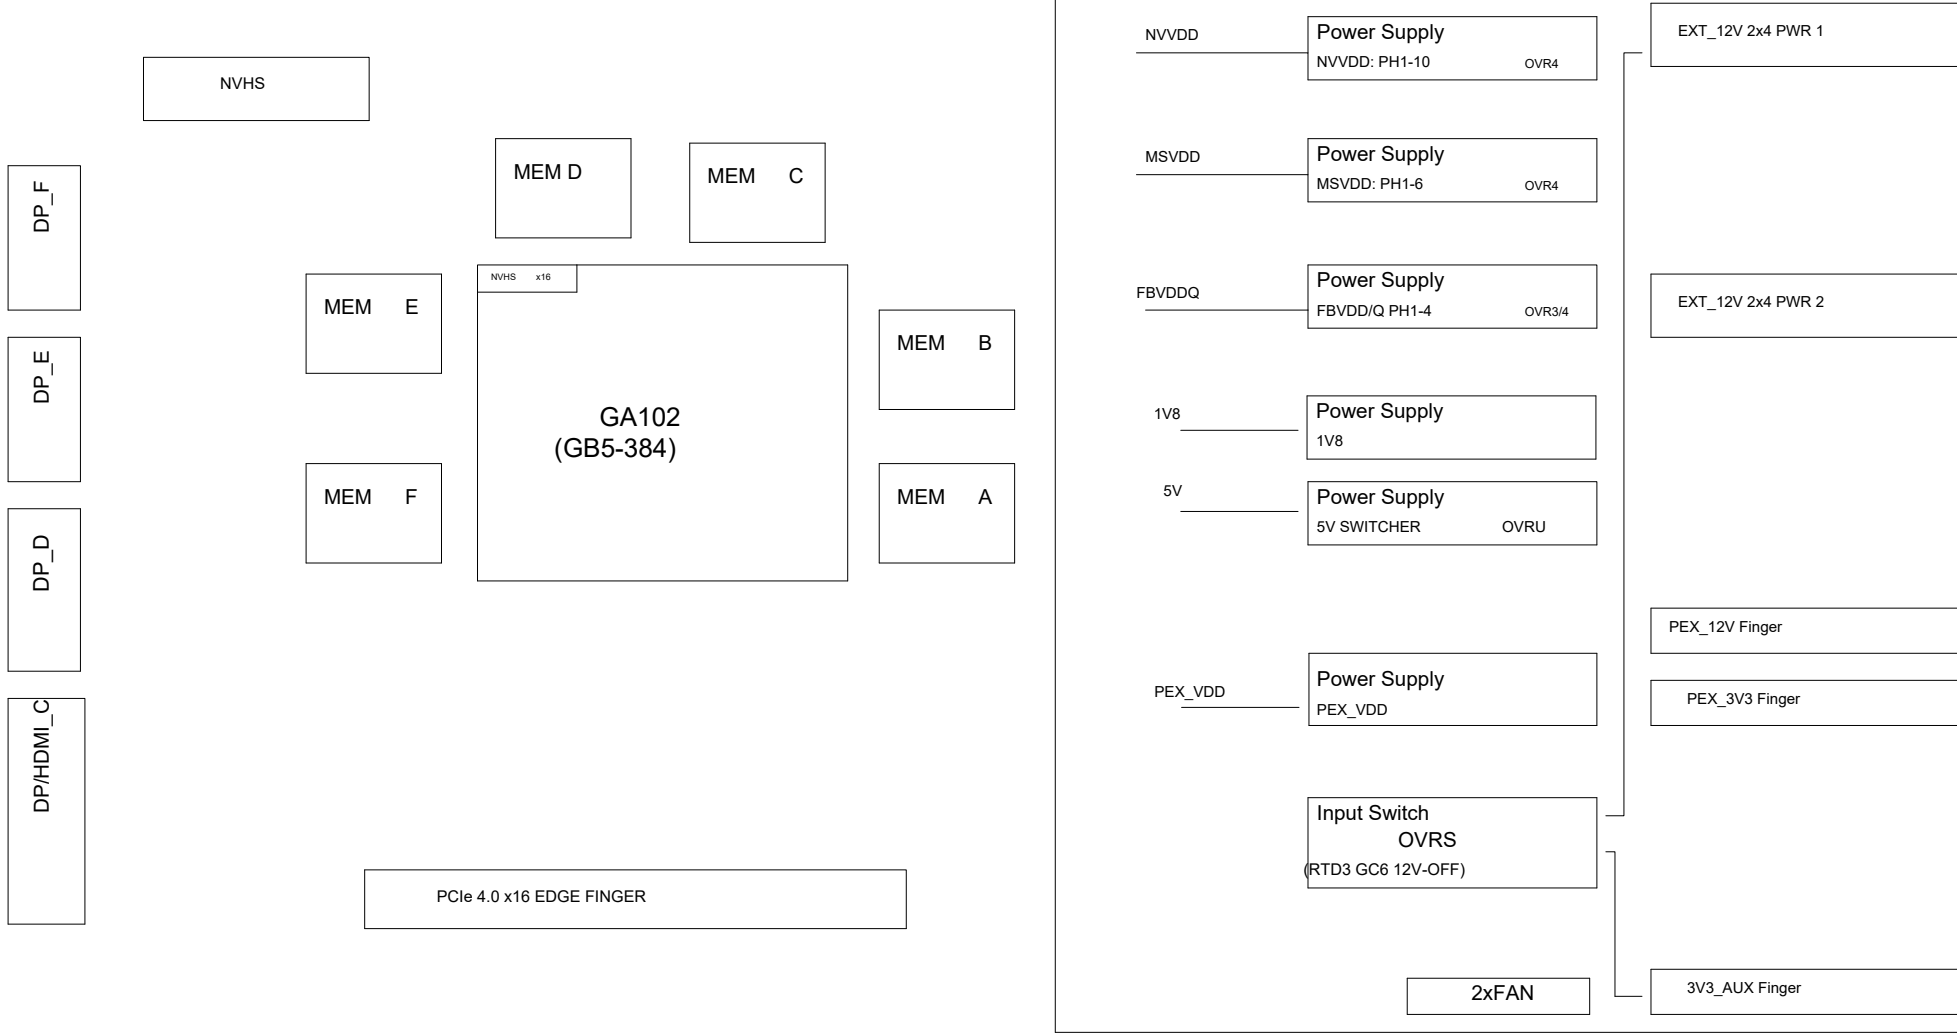 NVHS
DP_F
DP_E
DP_D
DP/HDMI_C
MEM D
MEM C
MEM E
MEM B
MEM F
MEM A
NVHS x16
GA102
(GB5-384)
PCIe 4.0 x16 EDGE FINGER
NVVDD
Power Supply
NVVDD: PH1-10 OVR4
MSVDD
Power Supply
MSVDD: PH1-6 OVR4
FBVDDQ
Power Supply
FBVDD/Q PH1-4 OVR3/4
1V8
Power Supply
1V8
5V
Power Supply
5V SWITCHER OVRU
PEX_VDD
Power Supply
PEX_VDD
Input Switch
OVRS
(RTD3 GC6 12V-OFF)
2xFAN
EXT_12V 2x4 PWR 1
EXT_12V 2x4 PWR 2
PEX_12V Finger
PEX_3V3 Finger
3V3_AUX Finger